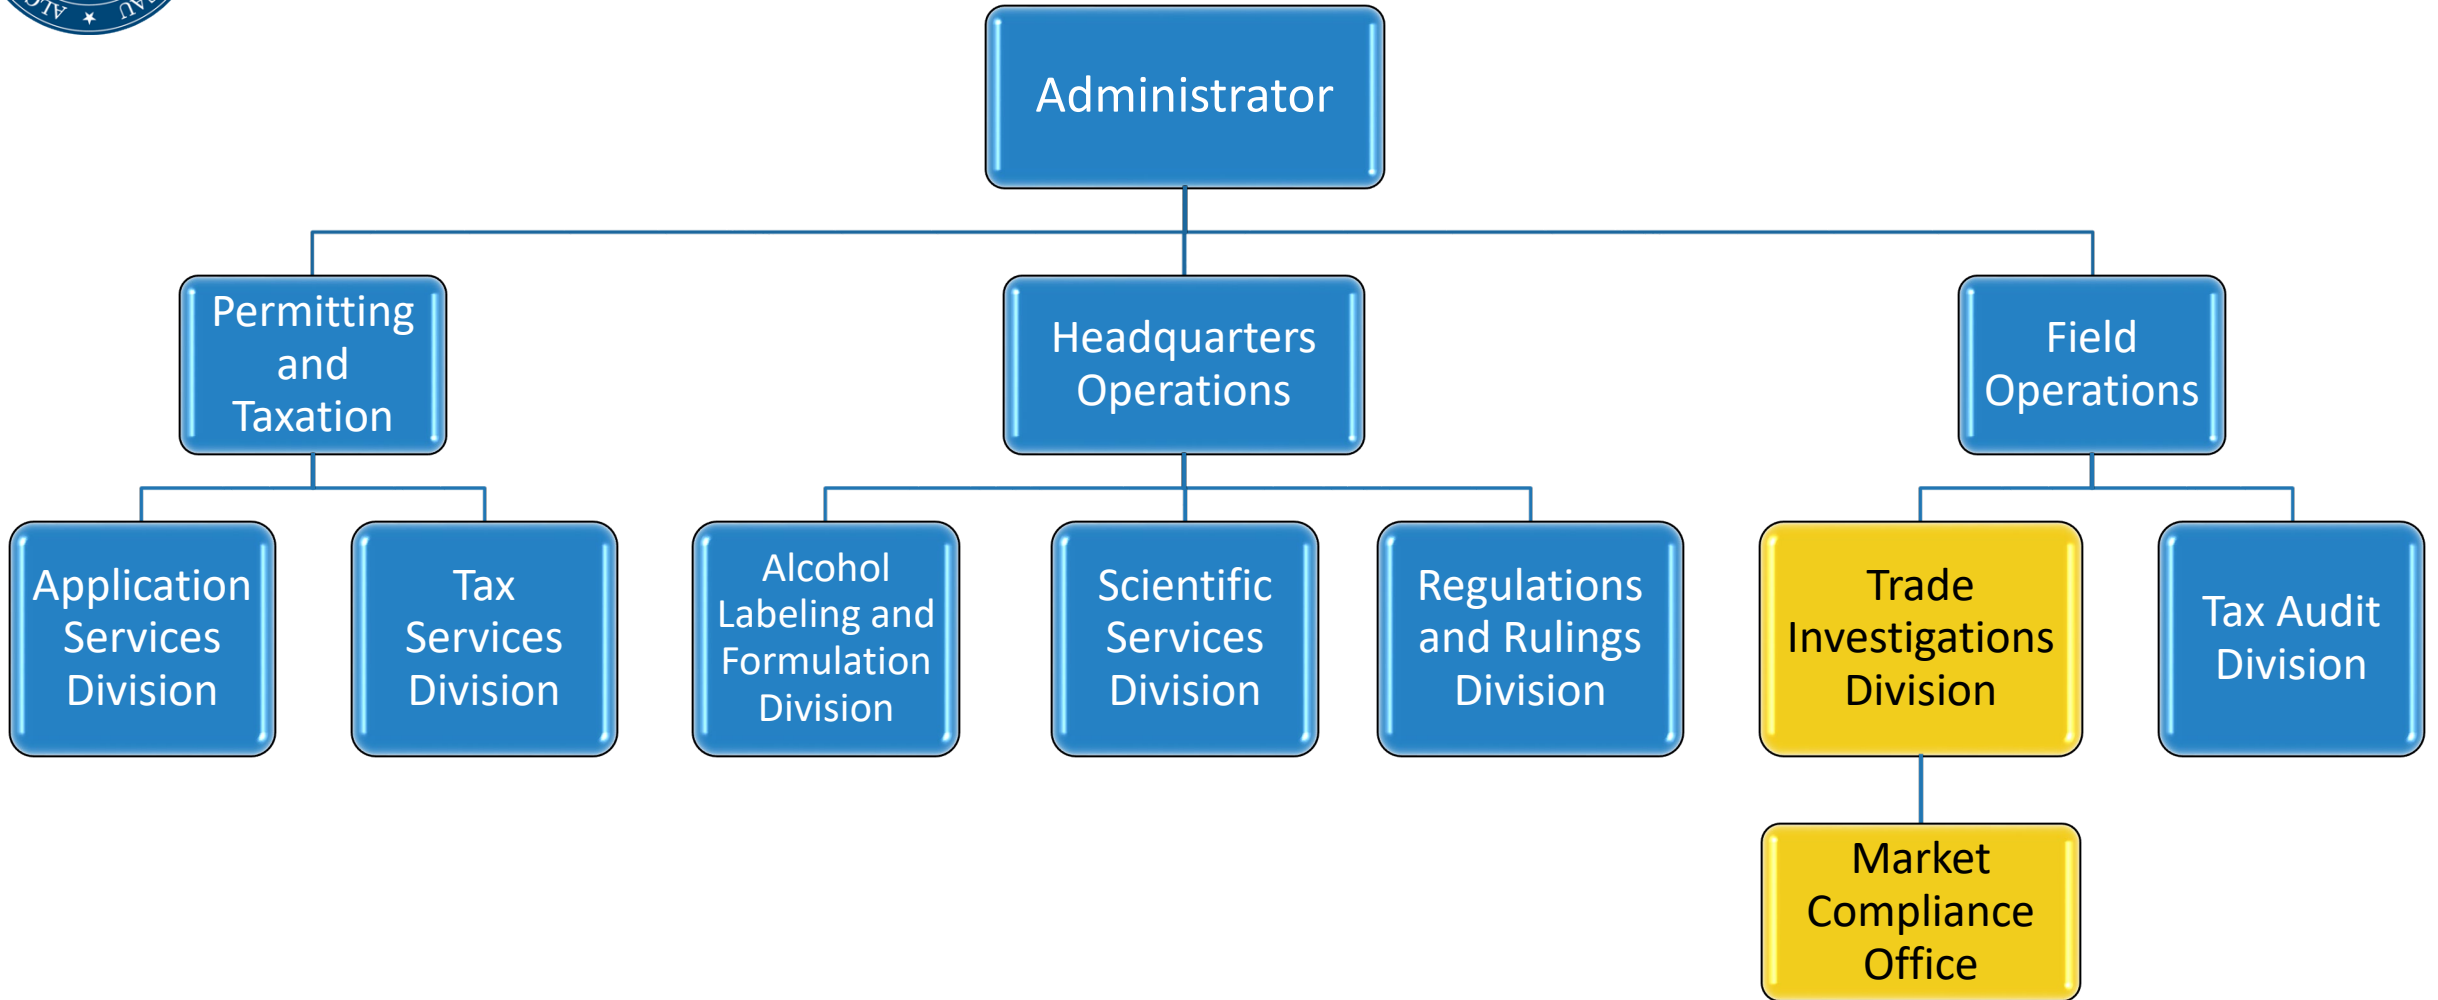 Administrator
Permitting
and
Taxation
Headquarters
Operations
Field
Operations
Application
Services
Division
Tax
Services
Division
Alcohol
Labeling and
Formulation
Division
Scientific
Services
Division
Regulations
and Rulings
Division
Trade
Investigations
Division
Tax Audit
Division
Market
Compliance
Office